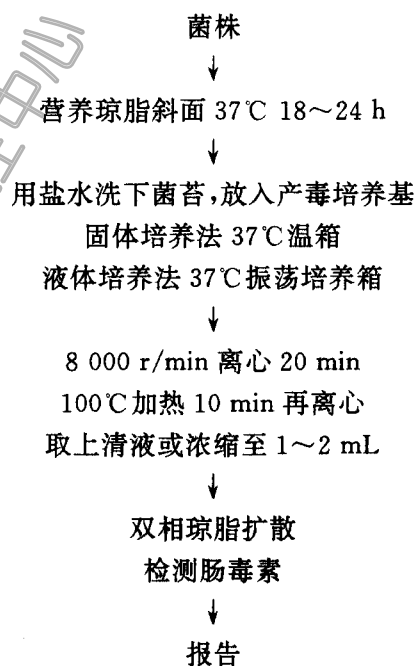 菌株
↓
营养琼脂斜面 37℃ 18～24 h
↓
用盐水洗下菌苔,放入产毒培养基
固体培养法 37℃温箱
液体培养法 37℃振荡培养箱
↓
8 000 r/min 离心 20 min
100℃加热 10 min 再离心
取上清液或浓缩至 1～2 mL
↓
双相琼脂扩散
检测肠毒素
↓
报告